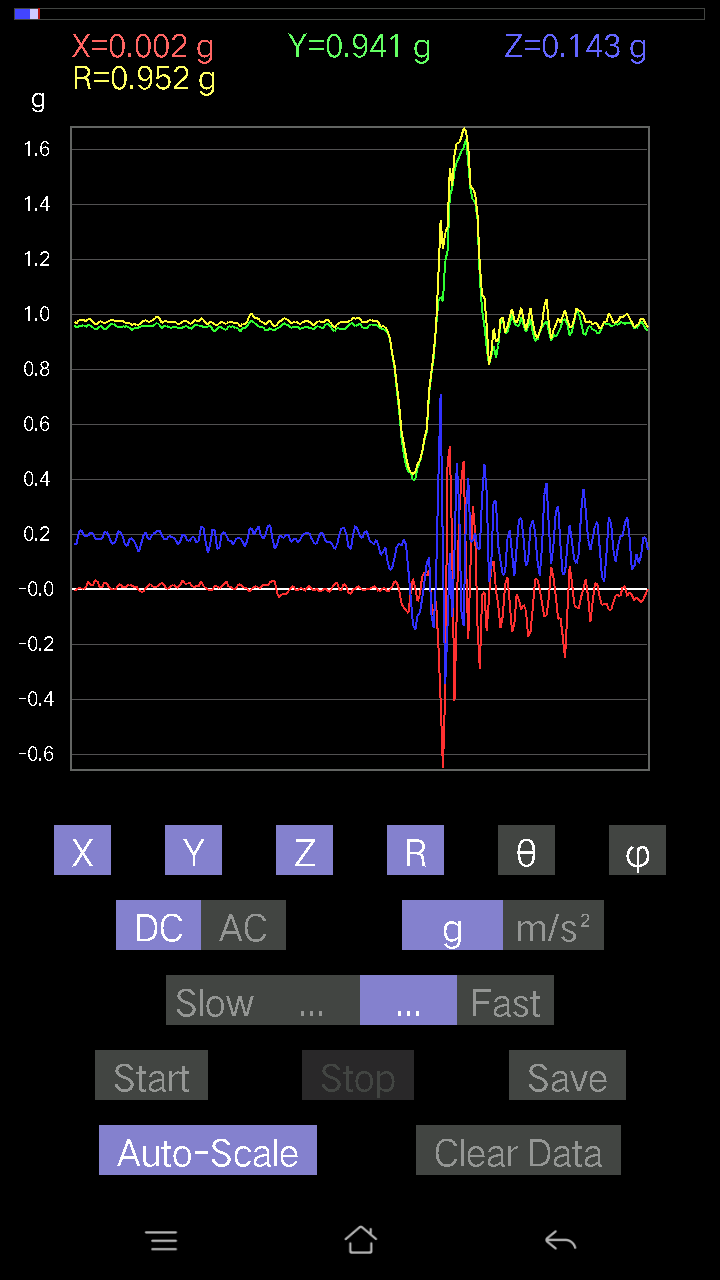 X=0.002 g Y=0.941 g Z=0.143 g
R=0.952 g
g
1.6
1.4
1.2
1.0
0.8
0.6
0.4
0.2
-0.0
-0.2
-0.4
-0.6
X Y Z R θ φ
DC AC g m/s²
Slow ... ... Fast
Start Stop Save
Auto-Scale Clear Data